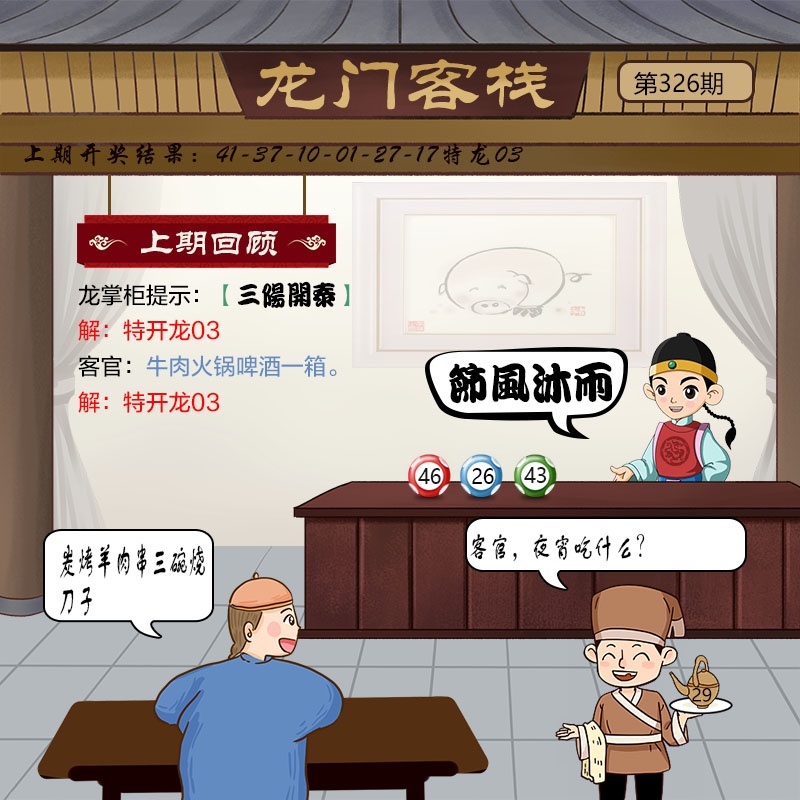 龙门客栈
第326期
上期开奖结果：41-37-10-01-27-17特龙03
上期回顾
龙掌柜提示：【三陽開泰】
解：特开龙03
客官：牛肉火锅啤酒一箱。
解：特开龙03
節風沐雨
46 26 43
客官，夜宵吃什么？
炭烤羊肉串三碗烧
刀子
29